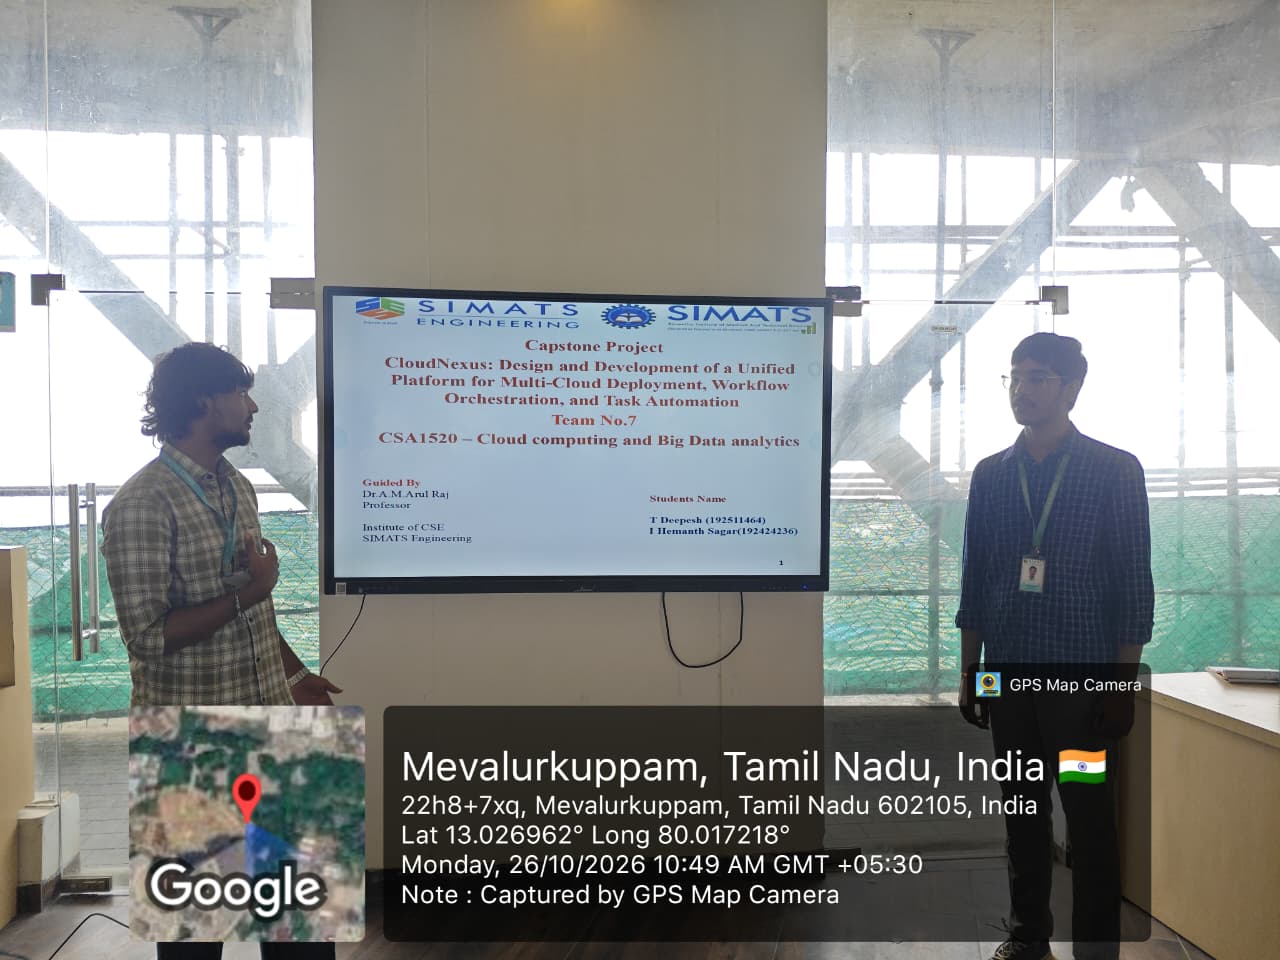 SIMATS
ENGINEERING
SIMATS
Capstone Project
CloudNexus: Design and Development of a Unified
Platform for Multi-Cloud Deployment, Workflow
Orchestration, and Task Automation
Team No.7
CSA1520 – Cloud computing and Big Data analytics
Guided By
Dr.A.M.Arul Raj
Professor
Institute of CSE
SIMATS Engineering
Students Name
T Deepesh (192511464)
I Hemanth Sagar(192424236)
1
GPS Map Camera
Google
Mevalurkuppam, Tamil Nadu, India
22h8+7xq, Mevalurkuppam, Tamil Nadu 602105, India
Lat 13.026962° Long 80.017218°
Monday, 26/10/2026 10:49 AM GMT +05:30
Note : Captured by GPS Map Camera